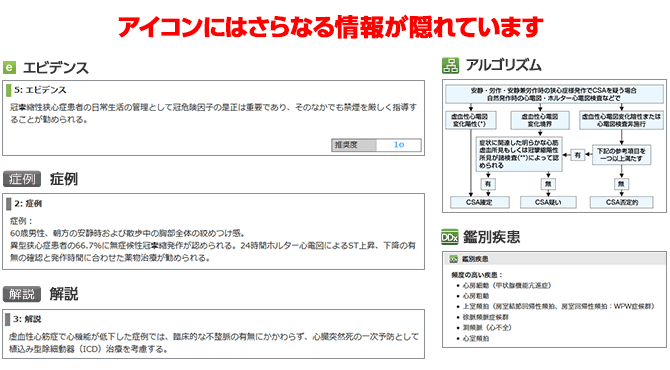 アイコンにはさらなる情報が隠れています
e エビデンス
5: エビデンス
冠攣縮性狭心症患者の日常生活の管理として冠危険因子の是正は重要であり、そのなかでも禁煙を厳しく指導す
ることが勧められる。
推奨度 1○
症例 症例
2: 症例
症例：
60歳男性、朝方の安静時および散歩中の胸部全体の絞めつけ感。
異型狭心症患者の66.7%に無症候性冠攣縮発作が認められる。24時間ホルター心電図によるST上昇、下降の有
無の確認と発作時間に合わせた薬物治療が勧められる。
解説 解説
3: 解説
虚血性心筋症で心機能が低下した症例では、臨床的な不整脈の有無にかかわらず、心臓突然死の一次予防として
植込み型除細動器（ICD）治療を考慮する。
アルゴリズム
安静・労作・安静兼労作時の狭心症様発作でCSAを疑う場合
自然発作時の心電図・ホルター心電図検査などで
虚血性心電図
変化陽性(*)
虚血性心電図
変化境界
虚血性心電図変化陰性または
心電図検査非施行
症状に関連した明らかな心筋
虚血所見もしくは冠攣縮陽性
所見が諸検査(**)によって認
められる
有
下記の参考項目を
一つ以上満たす
有
無
無
CSA確定
CSA疑い
CSA否定的
DDx 鑑別疾患
DDx 鑑別疾患
頻度の高い疾患：
• 心房細動（甲状腺機能亢進症）
• 心房粗動
• 上室頻拍（房室結節回帰性頻拍、房室回帰性頻拍：WPW症候群）
• 徐脈頻脈症候群
• 洞頻脈（心不全）
• 心室頻拍